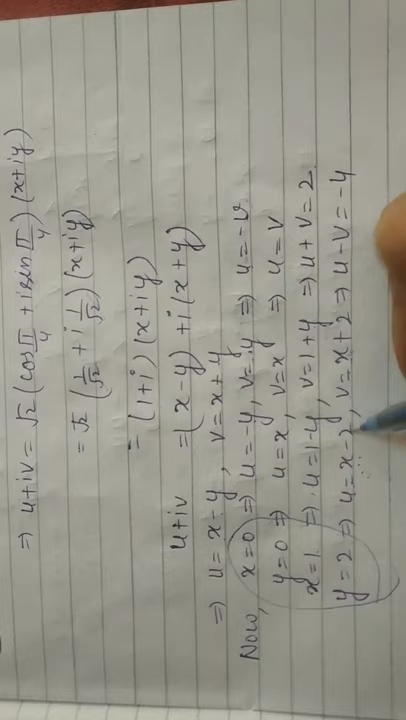 ⇒ u+iv = √2 (cos π/4 + i sin π/4) (x+iy)
= √2 (1/√2 + i 1/√2) (x+iy)
= (1+i) (x+iy)
u+iv = (x-y) + i (x+y)
⇒ u = x-y, v = x+y
Now, x=0 ⇒ u=-y, v=y ⇒ u=-v
y=0 ⇒ u=x, v=x ⇒ u=v
x=1 ⇒ u=1-y, v=1+y ⇒ u+v=2
y=2 ⇒ u=x-2, v=x+2 ⇒ u-v=-4